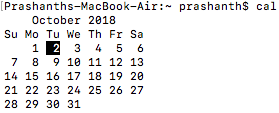 [Prashanths-MacBook-Air:~ prashanth$ cal
    October 2018
Su Mo Tu We Th Fr Sa
    1  2  3  4  5  6
 7  8  9 10 11 12 13
14 15 16 17 18 19 20
21 22 23 24 25 26 27
28 29 30 31